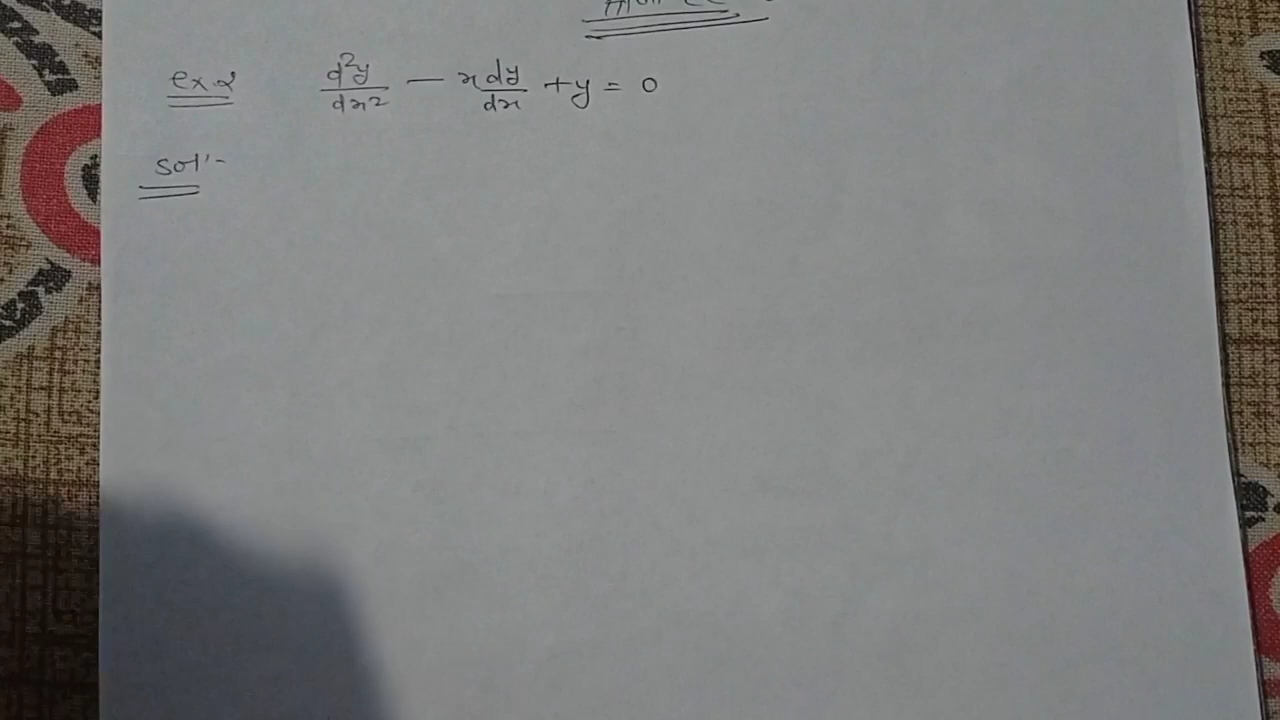 ex.2 d²y/dx² — x dy/dx + y = 0
Sol:-